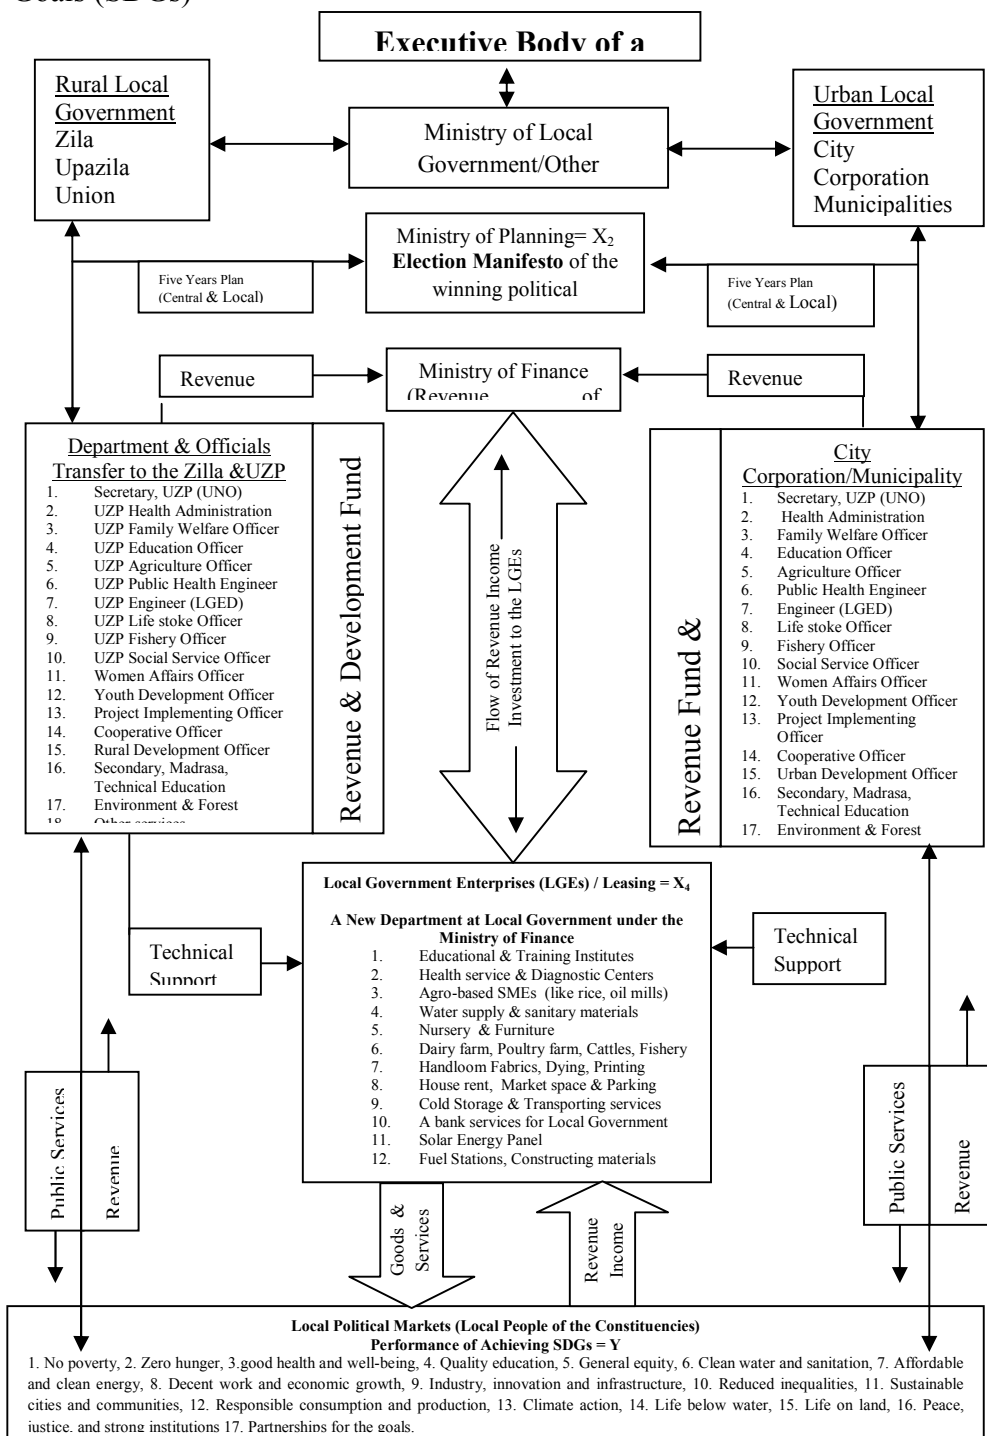 Goals (SDGs)
Executive Body of a
Rural Local
Government
Zila
Upazila
Union
Ministry of Local
Government/Other
Urban Local
Government
City
Corporation
Municipalities
Ministry of Planning= X₂
Election Manifesto of the
winning political
Five Years Plan
(Central & Local)
Five Years Plan
(Central & Local)
Revenue
Ministry of Finance
(Revenue of
Revenue
Department & Officials
Transfer to the Zilla &UZP
1. Secretary, UZP (UNO)
2. UZP Health Administration
3. UZP Family Welfare Officer
4. UZP Education Officer
5. UZP Agriculture Officer
6. UZP Public Health Engineer
7. UZP Engineer (LGED)
8. UZP Life stoke Officer
9. UZP Fishery Officer
10. UZP Social Service Officer
11. Women Affairs Officer
12. Youth Development Officer
13. Project Implementing Officer
14. Cooperative Officer
15. Rural Development Officer
16. Secondary, Madrasa,
Technical Education
17. Environment & Forest
18. Other services
Revenue & Development Fund
Flow of Revenue Income
Investment to the LGEs
Revenue Fund &
City
Corporation/Municipality
1. Secretary, UZP (UNO)
2. Health Administration
3. Family Welfare Officer
4. Education Officer
5. Agriculture Officer
6. Public Health Engineer
7. Engineer (LGED)
8. Life stoke Officer
9. Fishery Officer
10. Social Service Officer
11. Women Affairs Officer
12. Youth Development Officer
13. Project Implementing
Officer
14. Cooperative Officer
15. Urban Development Officer
16. Secondary, Madrasa,
Technical Education
17. Environment & Forest
Technical
Support
Local Government Enterprises (LGEs) / Leasing = X₄
A New Department at Local Government under the
Ministry of Finance
1. Educational & Training Institutes
2. Health service & Diagnostic Centers
3. Agro-based SMEs (like rice, oil mills)
4. Water supply & sanitary materials
5. Nursery & Furniture
6. Dairy farm, Poultry farm, Cattles, Fishery
7. Handloom Fabrics, Dying, Printing
8. House rent, Market space & Parking
9. Cold Storage & Transporting services
10. A bank services for Local Government
11. Solar Energy Panel
12. Fuel Stations, Constructing materials
Technical
Support
Public Services
Revenue
Goods &
Services
Revenue
Income
Public Services
Revenue
Local Political Markets (Local People of the Constituencies)
Performance of Achieving SDGs = Y
1. No poverty, 2. Zero hunger, 3.good health and well-being, 4. Quality education, 5. General equity, 6. Clean water and sanitation, 7. Affordable
and clean energy, 8. Decent work and economic growth, 9. Industry, innovation and infrastructure, 10. Reduced inequalities, 11. Sustainable
cities and communities, 12. Responsible consumption and production, 13. Climate action, 14. Life below water, 15. Life on land, 16. Peace,
justice, and strong institutions 17. Partnerships for the goals.